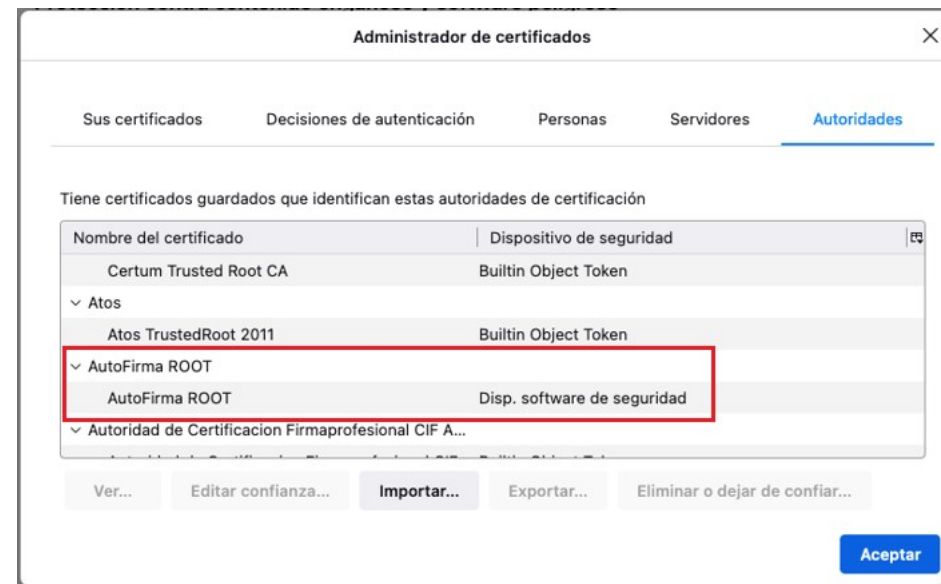 Administrador de certificados
Sus certificados Decisiones de autenticación Personas Servidores Autoridades
Tiene certificados guardados que identifican estas autoridades de certificación
Nombre del certificado Dispositivo de seguridad
Certum Trusted Root CA Builtin Object Token
Atos
Atos TrustedRoot 2011 Builtin Object Token
AutoFirma ROOT
AutoFirma ROOT Disp. software de seguridad
Autoridad de Certificacion Firmaprofesional CIF A...
Ver... Editar confianza... Importar... Exportar... Eliminar o dejar de confiar...
Aceptar